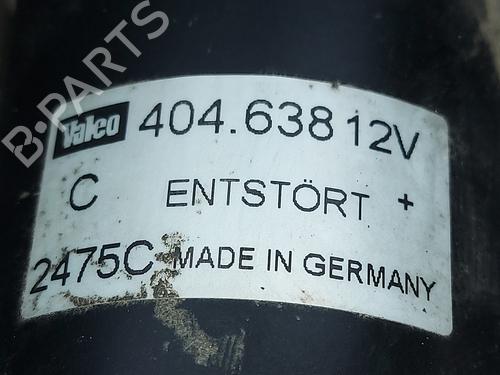 B-PARTS
Valeo 404.638 12V
C ENTSTÖRT +
2475C MADE IN GERMANY